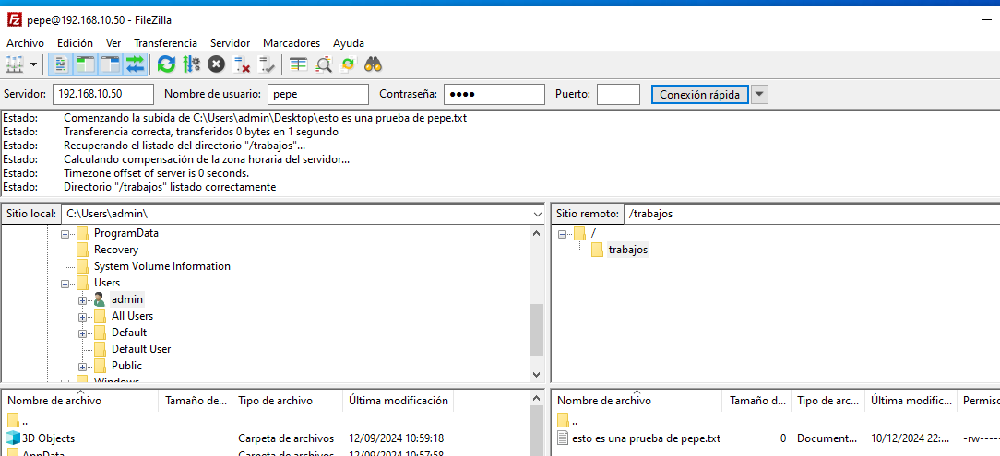 pepe@192.168.10.50 - FileZilla
Archivo Edición Ver Transferencia Servidor Marcadores Ayuda
Servidor: 192.168.10.50 Nombre de usuario: pepe Contraseña: ●●●● Puerto: Conexión rápida
Estado: Comenzando la subida de C:\Users\admin\Desktop\esto es una prueba de pepe.txt
Estado: Transferencia correcta, transferidos 0 bytes en 1 segundo
Estado: Recuperando el listado del directorio "/trabajos"...
Estado: Calculando compensación de la zona horaria del servidor...
Estado: Timezone offset of server is 0 seconds.
Estado: Directorio "/trabajos" listado correctamente
Sitio local: C:\Users\admin\
ProgramData
Recovery
System Volume Information
Users
admin
All Users
Default
Default User
Public
Windows
Sitio remoto: /trabajos
/
trabajos
Nombre de archivo Tamaño de... Tipo de archivo Última modificación
..
3D Objects Carpeta de archivos 12/09/2024 10:59:18
AppData Carpeta de archivos 12/09/2024 10:57:58
Nombre de archivo Tamaño d... Tipo de arc... Última modific... Permiso
..
esto es una prueba de pepe.txt 0 Document... 10/12/2024 22:... -rw-----